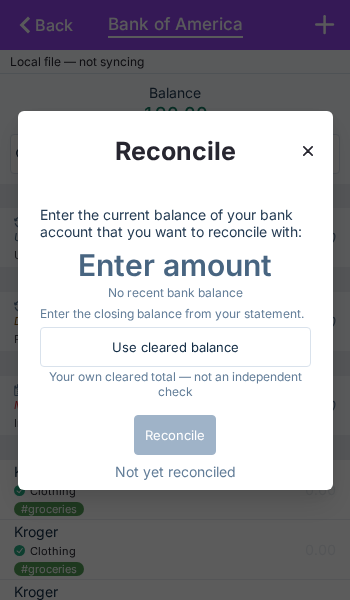 Back
Bank of America
Local file — not syncing
Balance
Reconcile
Enter the current balance of your bank
account that you want to reconcile with:
Enter amount
No recent bank balance
Enter the closing balance from your statement.
Use cleared balance
Your own cleared total — not an independent
check
Reconcile
Not yet reconciled
Clothing
#groceries
Kroger
Clothing
0.00
#groceries
Kroger